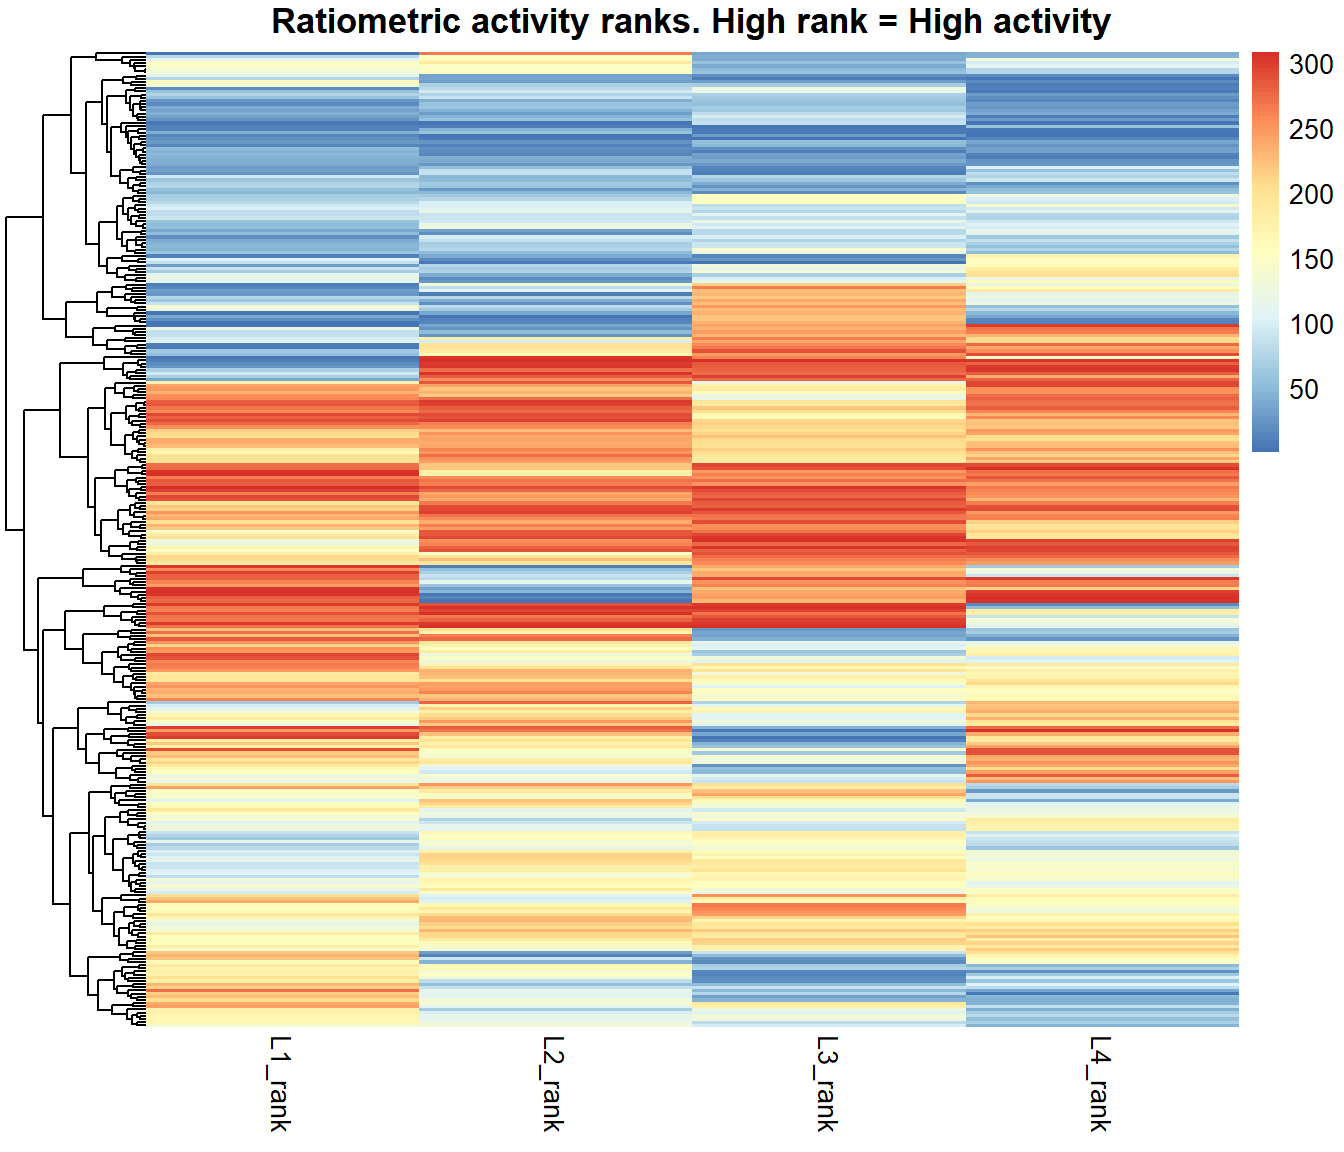 Ratiometric activity ranks. High rank = High activity
300
250
200
150
100
50
L1_rank
L2_rank
L3_rank
L4_rank